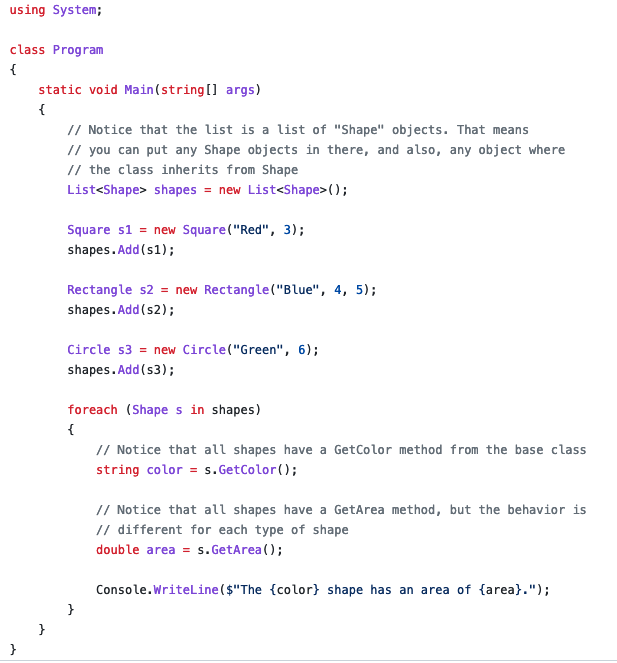 using System;
class Program
{
    static void Main(string[] args)
    {
        // Notice that the list is a list of "Shape" objects. That means
        // you can put any Shape objects in there, and also, any object where
        // the class inherits from Shape
        List<Shape> shapes = new List<Shape>();
        Square s1 = new Square("Red", 3);
        shapes.Add(s1);
        Rectangle s2 = new Rectangle("Blue", 4, 5);
        shapes.Add(s2);
        Circle s3 = new Circle("Green", 6);
        shapes.Add(s3);
        foreach (Shape s in shapes)
        {
            // Notice that all shapes have a GetColor method from the base class
            string color = s.GetColor();
            // Notice that all shapes have a GetArea method, but the behavior is
            // different for each type of shape
            double area = s.GetArea();
            Console.WriteLine($"The {color} shape has an area of {area}.");
        }
    }
}